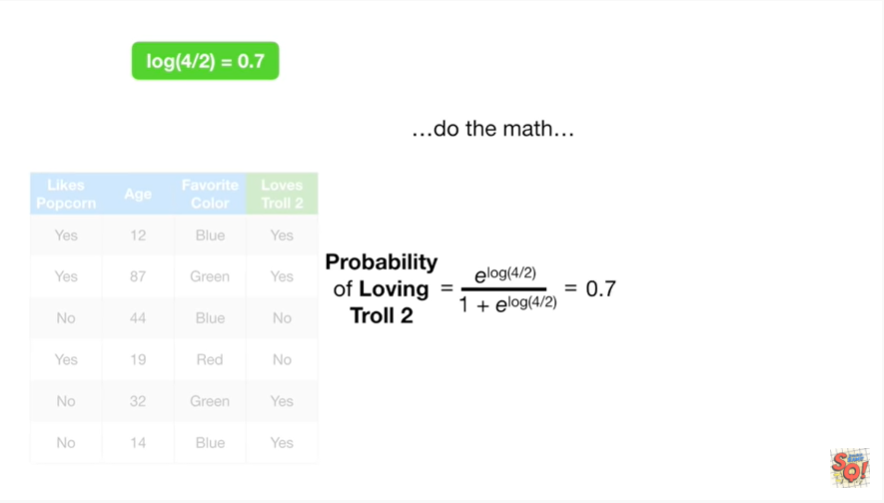 log(4/2) = 0.7
…do the math…
Likes Popcorn Age Favorite Color Loves Troll 2
Yes 12 Blue Yes
Yes 87 Green Yes
No 44 Blue No
Yes 19 Red No
No 32 Green Yes
No 14 Blue Yes
Probability
of Loving
Troll 2
= e^log(4/2) / 1 + e^log(4/2) = 0.7
SQ!